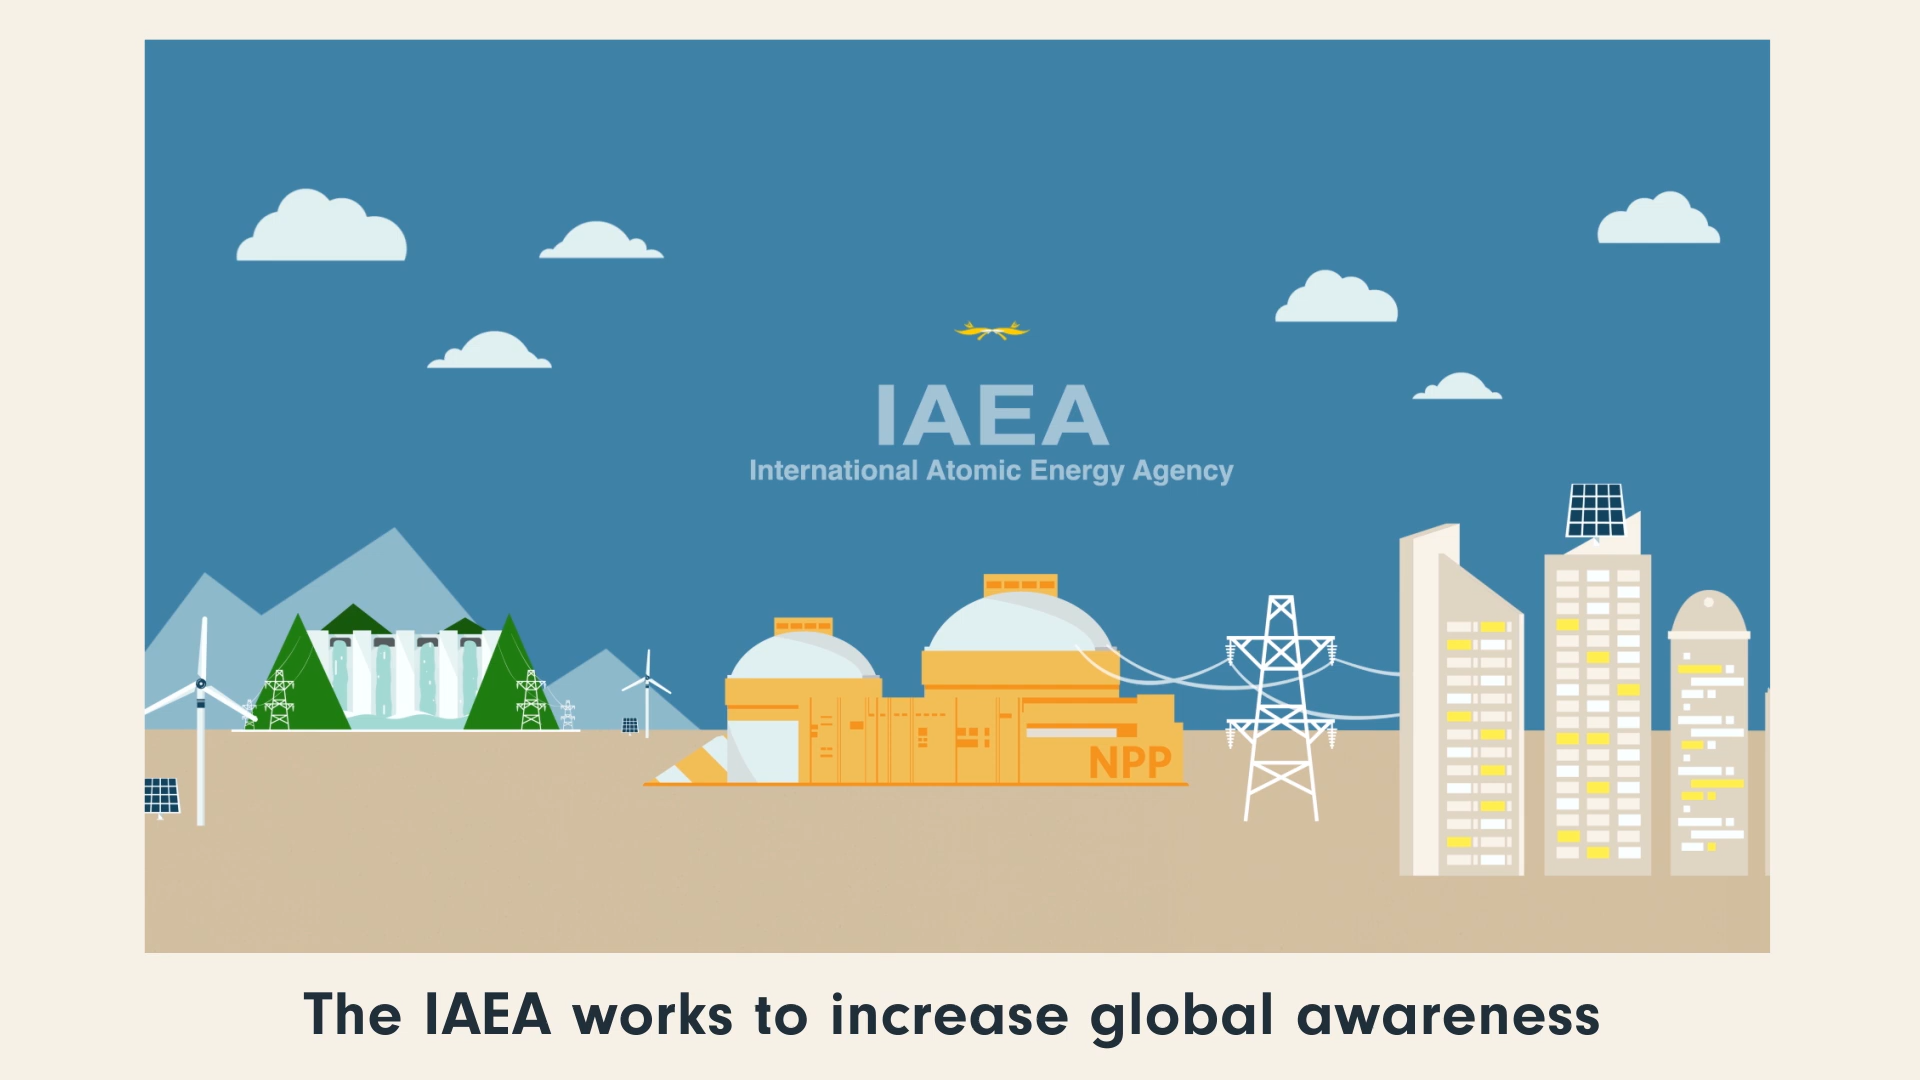 IAEA
International Atomic Energy Agency
NPP
The IAEA works to increase global awareness